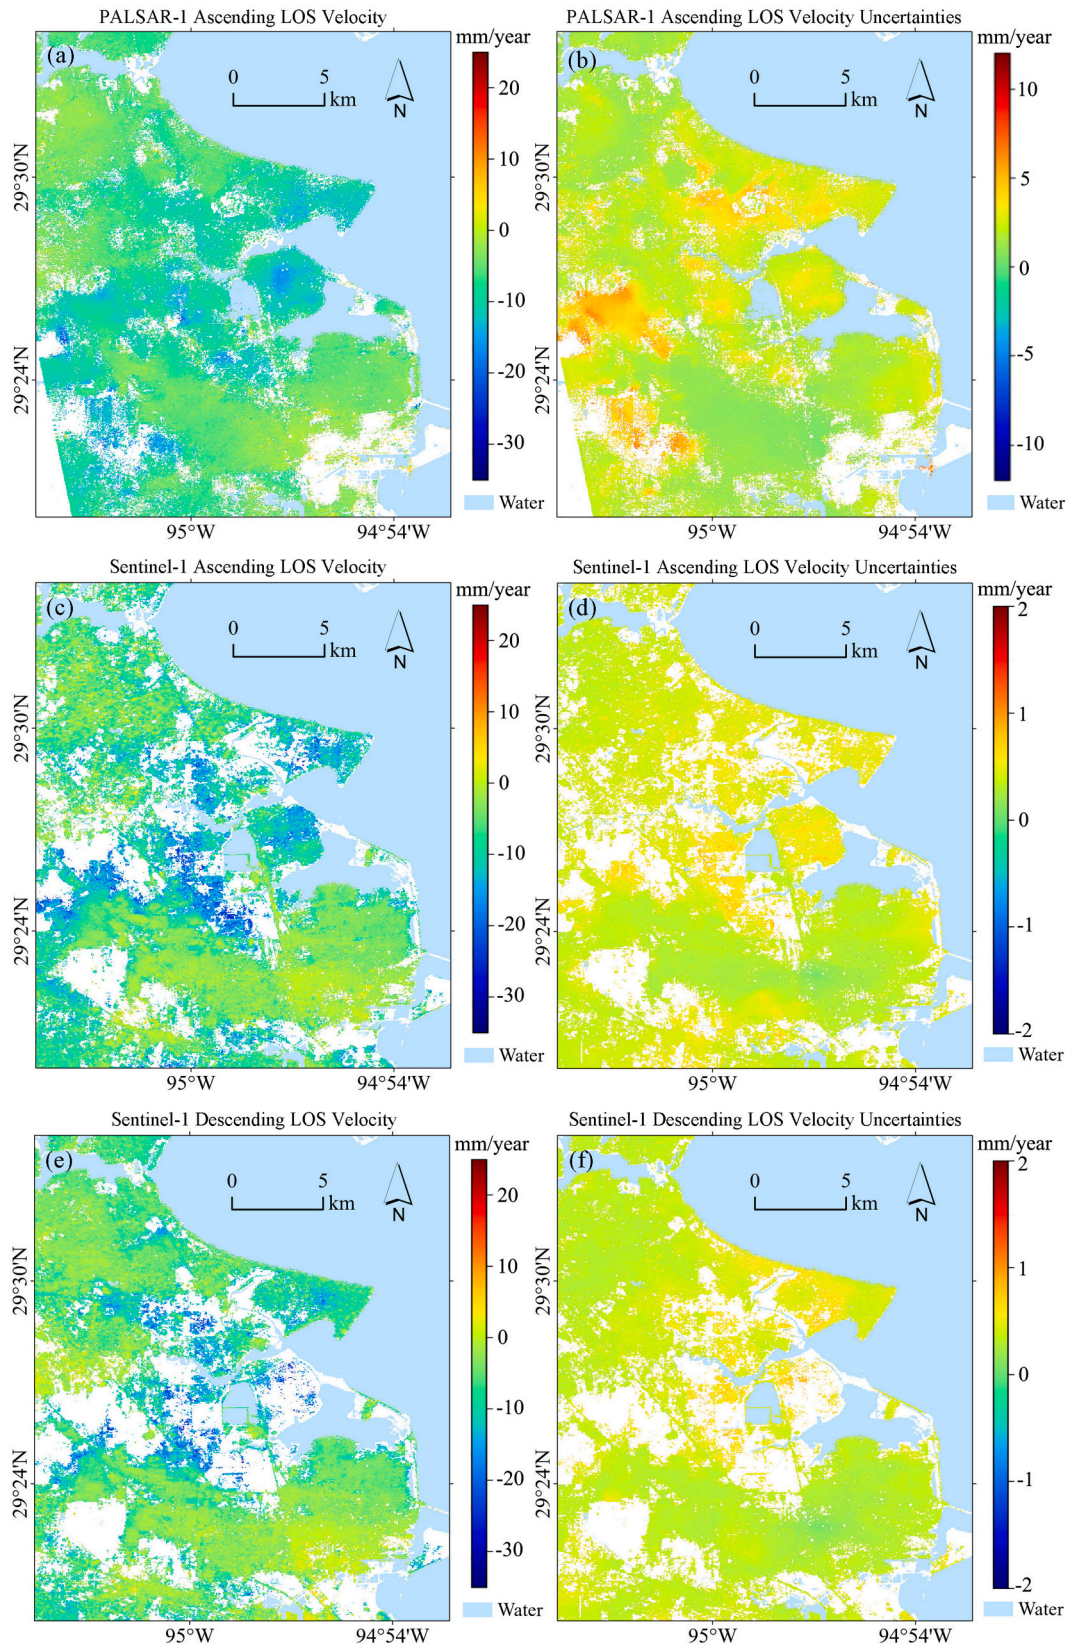 PALSAR-1 Ascending LOS Velocity
PALSAR-1 Ascending LOS Velocity Uncertainties
(a)
0 5
km
N
mm/year
20
10
0
-10
-20
-30
Water
29°30'N
29°24'N
95°W
94°54'W
(b)
0 5
km
N
mm/year
10
5
0
-5
-10
Water
29°30'N
29°24'N
95°W
94°54'W
Sentinel-1 Ascending LOS Velocity
Sentinel-1 Ascending LOS Velocity Uncertainties
(c)
0 5
km
N
mm/year
20
10
0
-10
-20
-30
Water
29°30'N
29°24'N
95°W
94°54'W
(d)
0 5
km
N
mm/year
2
1
0
-1
-2
Water
29°30'N
29°24'N
95°W
94°54'W
Sentinel-1 Descending LOS Velocity
Sentinel-1 Descending LOS Velocity Uncertainties
(e)
0 5
km
N
mm/year
20
10
0
-10
-20
-30
Water
29°30'N
29°24'N
95°W
94°54'W
(f)
0 5
km
N
mm/year
2
1
0
-1
-2
Water
29°30'N
29°24'N
95°W
94°54'W